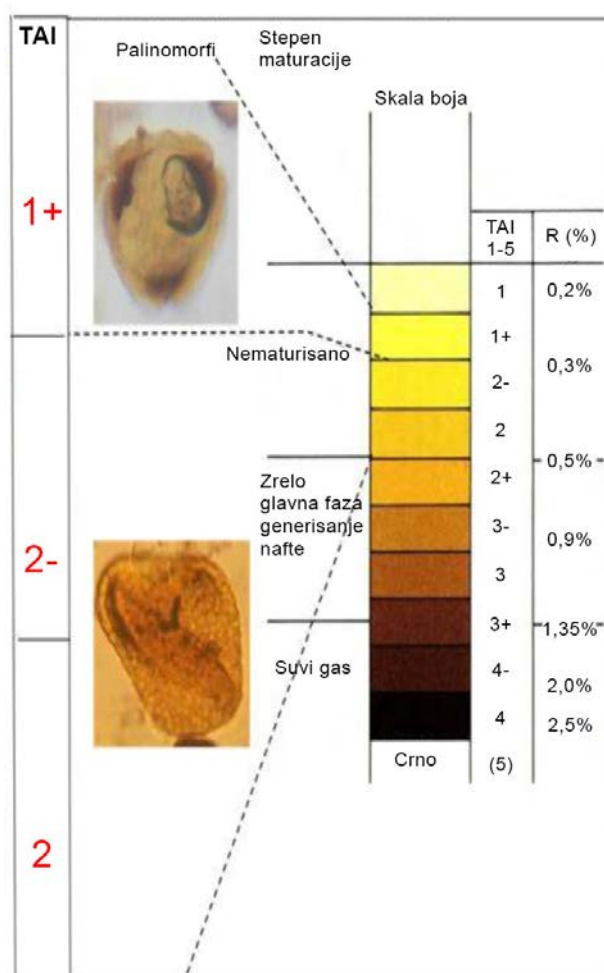 TAI
Palinomorfi
Stepen
maturacije
Skala boja
1+
TAI
1-5
R (%)
1
0,2%
1+
Nematurisano
0,3%
2-
2
0,5%
Zrelo
glavna faza
generisanje
nafte
2+
3-
0,9%
2-
3
3+
1,35%
Suvi gas
4-
2,0%
4
2,5%
Crno
(5)
2